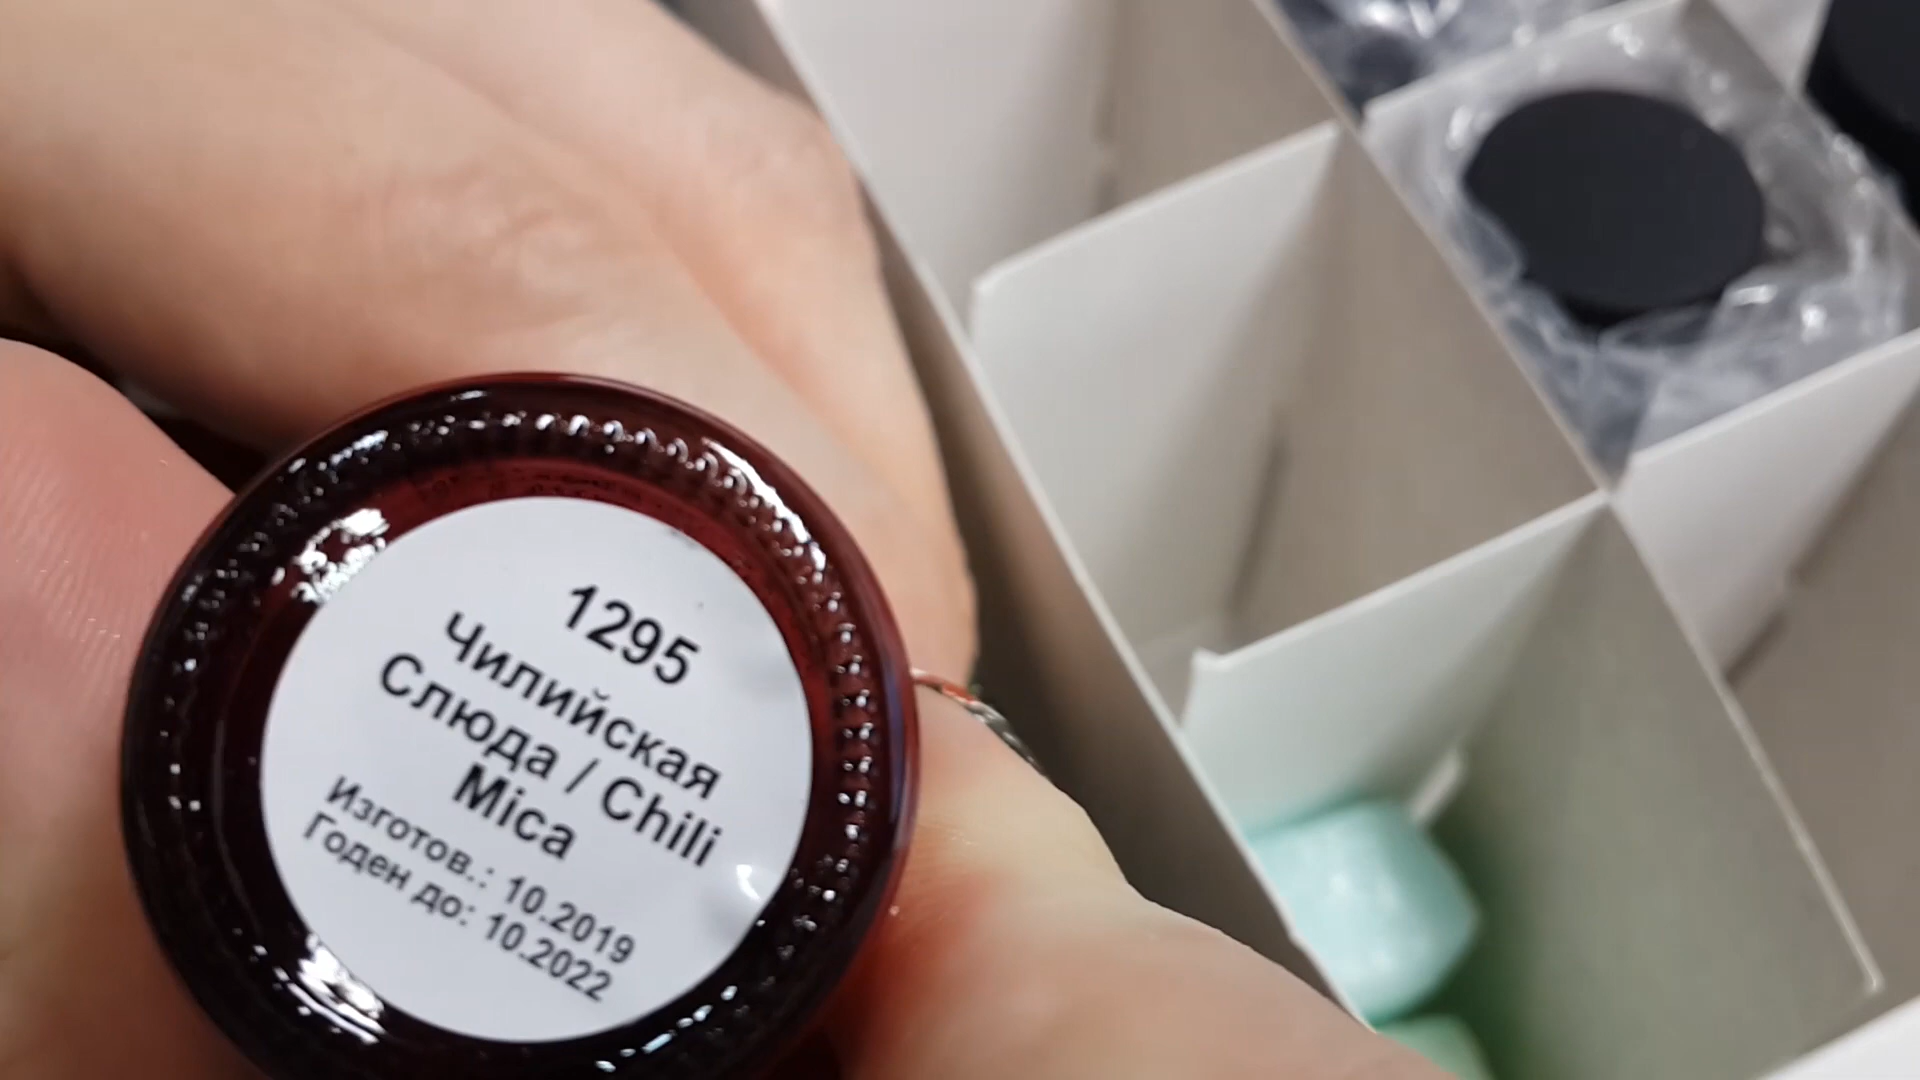 1295
Чилийская
Слюда / Chili
Mica
Изготов.: 10.2019
Годен до: 10.2022